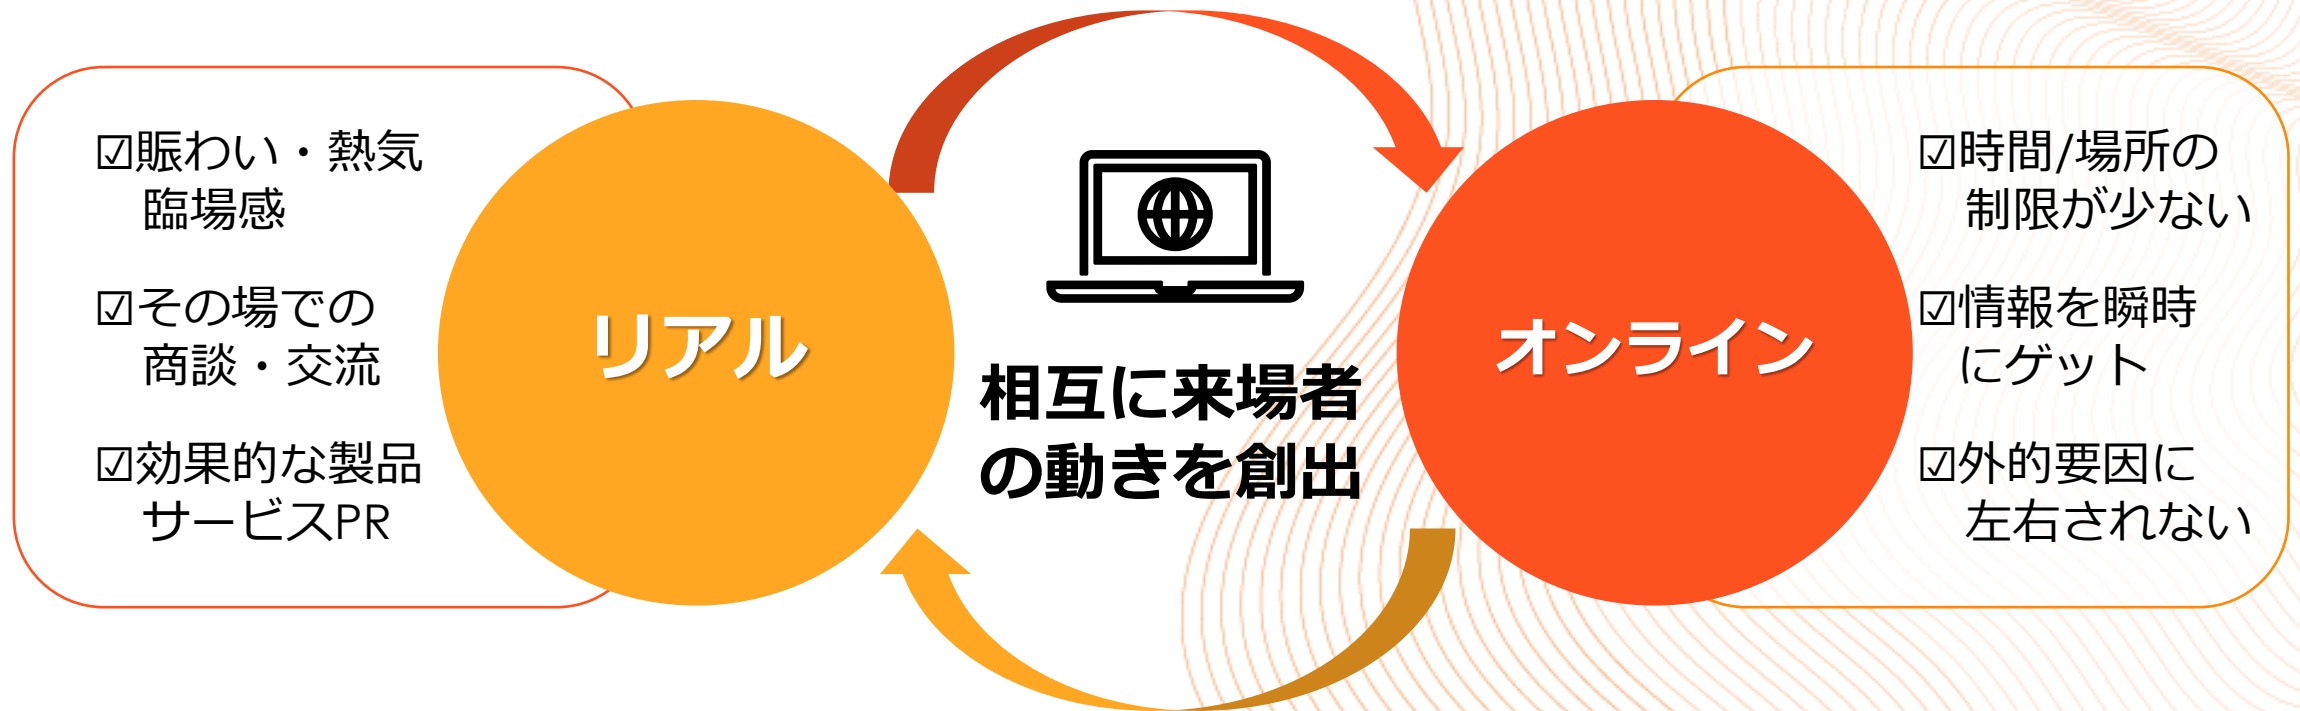 ☑賑わい・熱気
臨場感
☑その場での
商談・交流
☑効果的な製品
サービスPR
リアル
相互に来場者
の動きを創出
オンライン
☑時間/場所の
制限が少ない
☑情報を瞬時
にゲット
☑外的要因に
左右されない